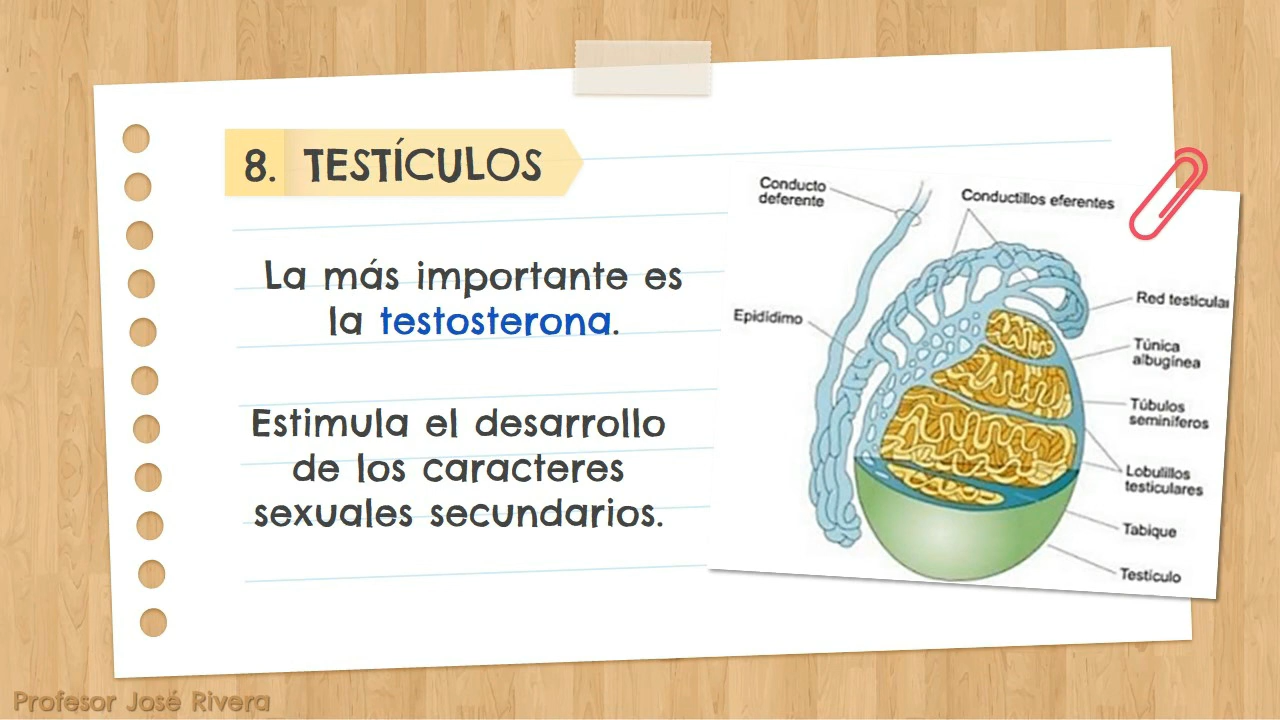 8. TESTÍCULOS
La más importante es
la testosterona.
Estimula el desarrollo
de los caracteres
sexuales secundarios.
Conducto
deferente
Conductillos eferentes
Epidídimo
Red testicular
Túnica
albugínea
Túbulos
seminíferos
Lobulillos
testiculares
Tabique
Testículo
Profesor José Rivera